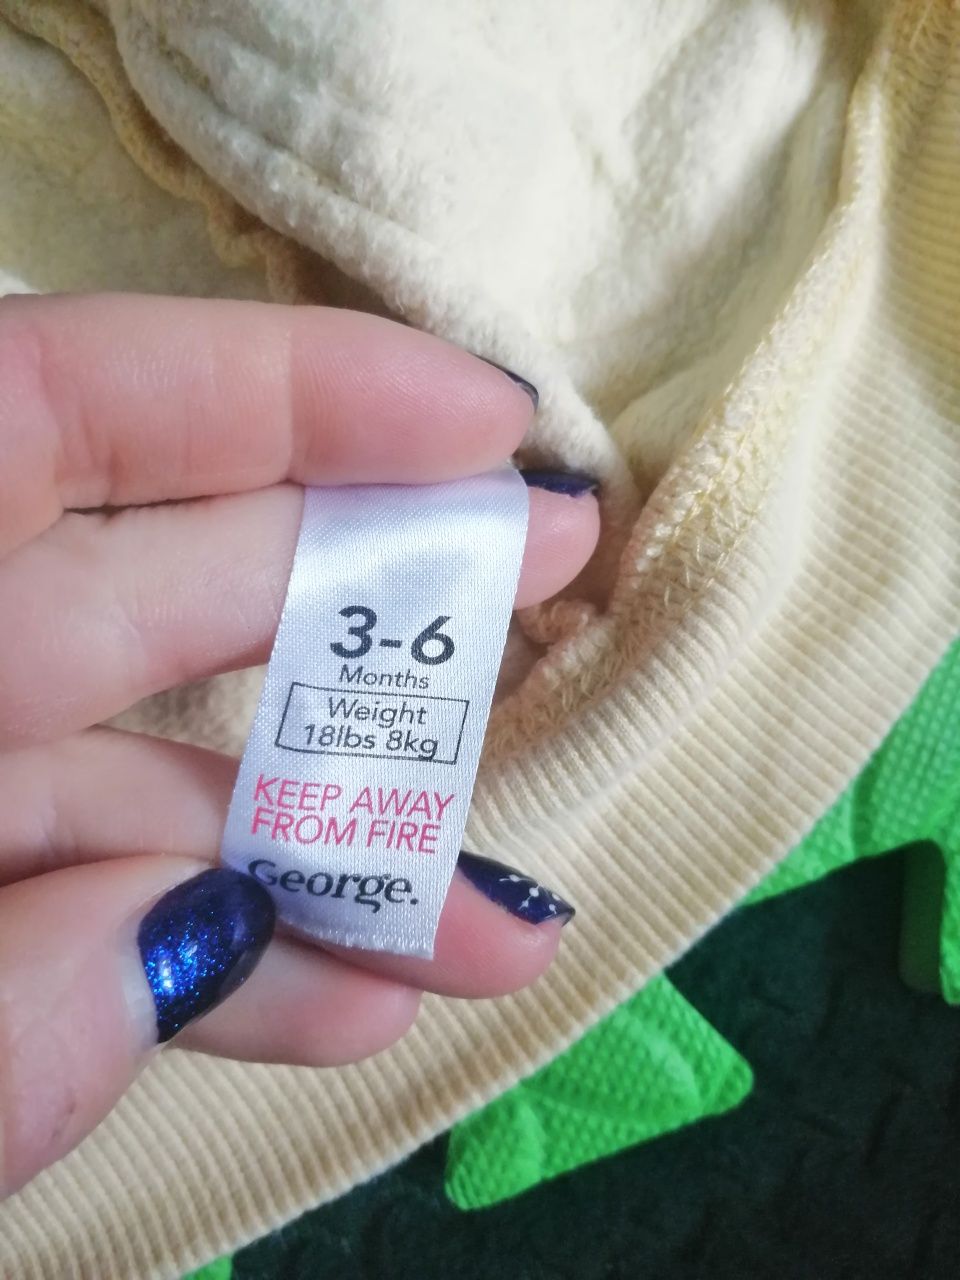 3-6
Months
Weight
18lbs 8kg
KEEP AWAY
FROM FIRE
George.